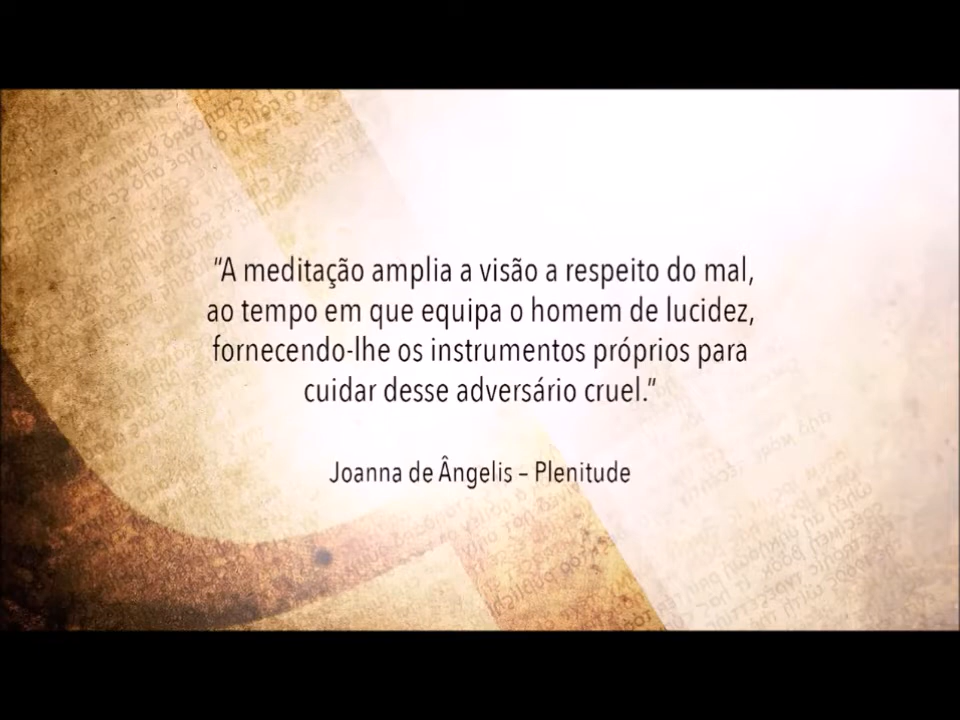 “A meditação amplia a visão a respeito do mal,
ao tempo em que equipa o homem de lucidez,
fornecendo-lhe os instrumentos próprios para
cuidar desse adversário cruel.”
Joanna de Ângelis – Plenitude